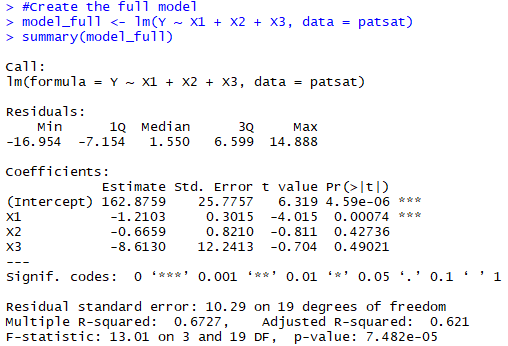 > #Create the full model
> model_full <- lm(Y ~ X1 + X2 + X3, data = patsat)
> summary(model_full)
Call:
lm(formula = Y ~ X1 + X2 + X3, data = patsat)
Residuals:
Min 1Q Median 3Q Max
-16.954 -7.154 1.550 6.599 14.888
Coefficients:
Estimate Std. Error t value Pr(>|t|)
(Intercept) 162.8759 25.7757 6.319 4.59e-06 ***
X1 -1.2103 0.3015 -4.015 0.00074 ***
X2 -0.6659 0.8210 -0.811 0.42736
X3 -8.6130 12.2413 -0.704 0.49021
---
Signif. codes: 0 ‘***’ 0.001 ‘**’ 0.01 ‘*’ 0.05 ‘.’ 0.1 ‘ ’ 1
Residual standard error: 10.29 on 19 degrees of freedom
Multiple R-squared: 0.6727, Adjusted R-squared: 0.621
F-statistic: 13.01 on 3 and 19 DF, p-value: 7.482e-05